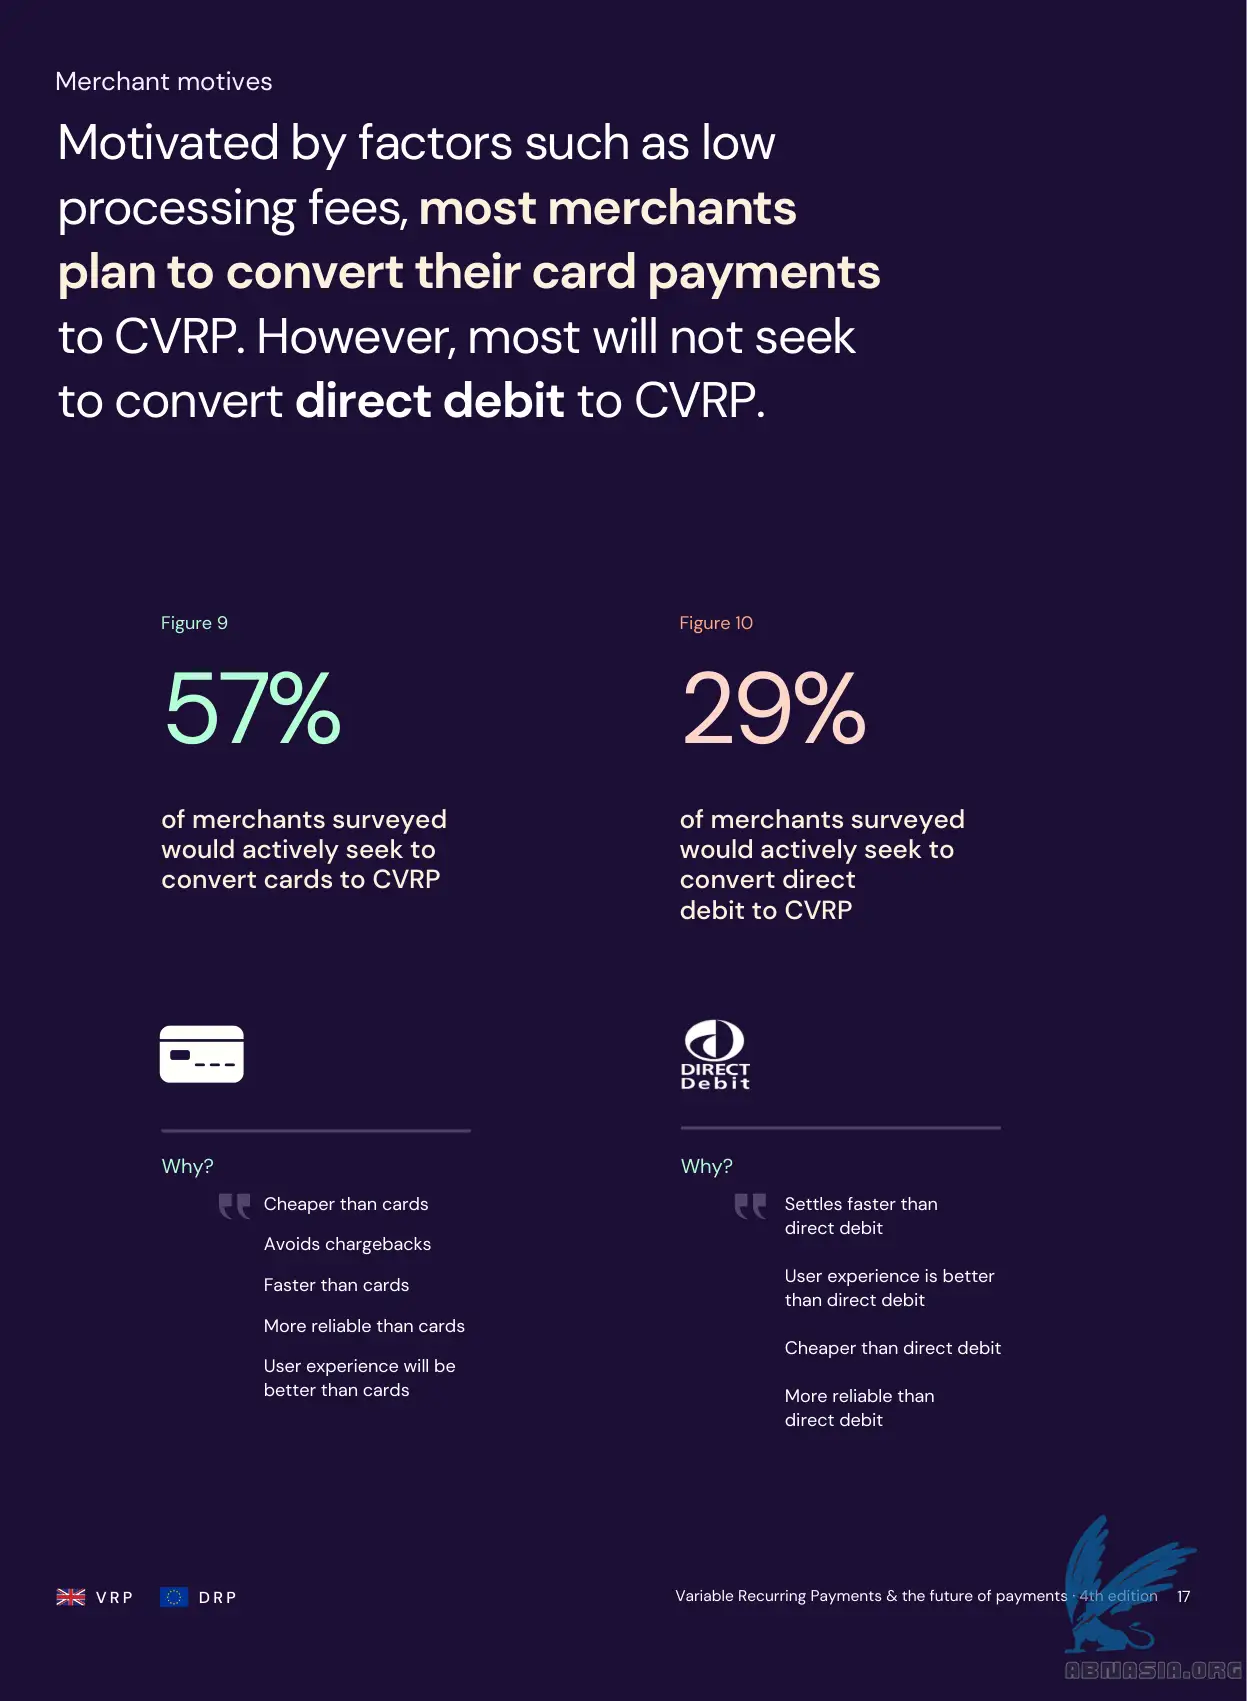 Merchant motives
Motivated by factors such as low
processing fees, most merchants
plan to convert their card payments
to CVRP. However, most will not seek
to convert direct debit to CVRP.
Figure 9
57%
of merchants surveyed
would actively seek to
convert cards to CVRP
Why?
Cheaper than cards
Avoids chargebacks
Faster than cards
More reliable than cards
User experience will be
better than cards
Figure 10
29%
of merchants surveyed
would actively seek to
convert direct
debit to CVRP
DIRECT
Debit
Why?
Settles faster than
direct debit
User experience is better
than direct debit
Cheaper than direct debit
More reliable than
direct debit
VRP DRP
Variable Recurring Payments & the future of payments · 4th edition 17
ABNASIA.ORG